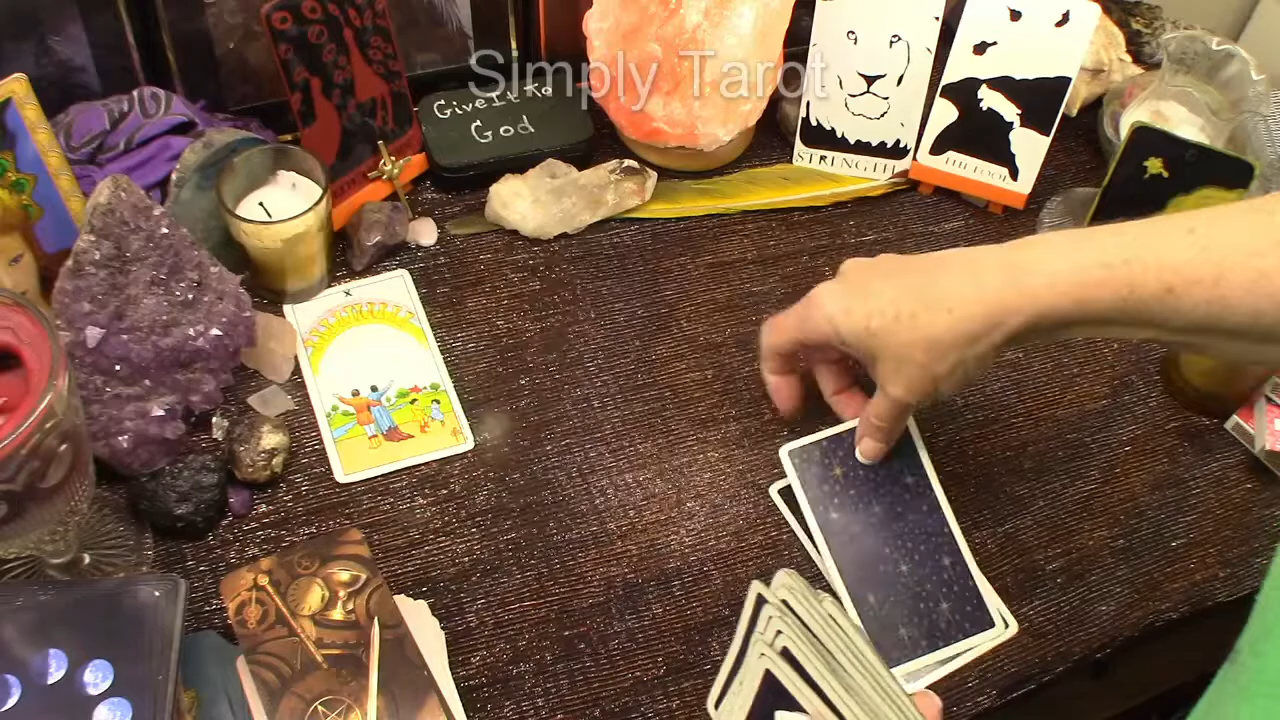 Simply Tarot
Give It to
God
STRENGTH
THE FOOL
X